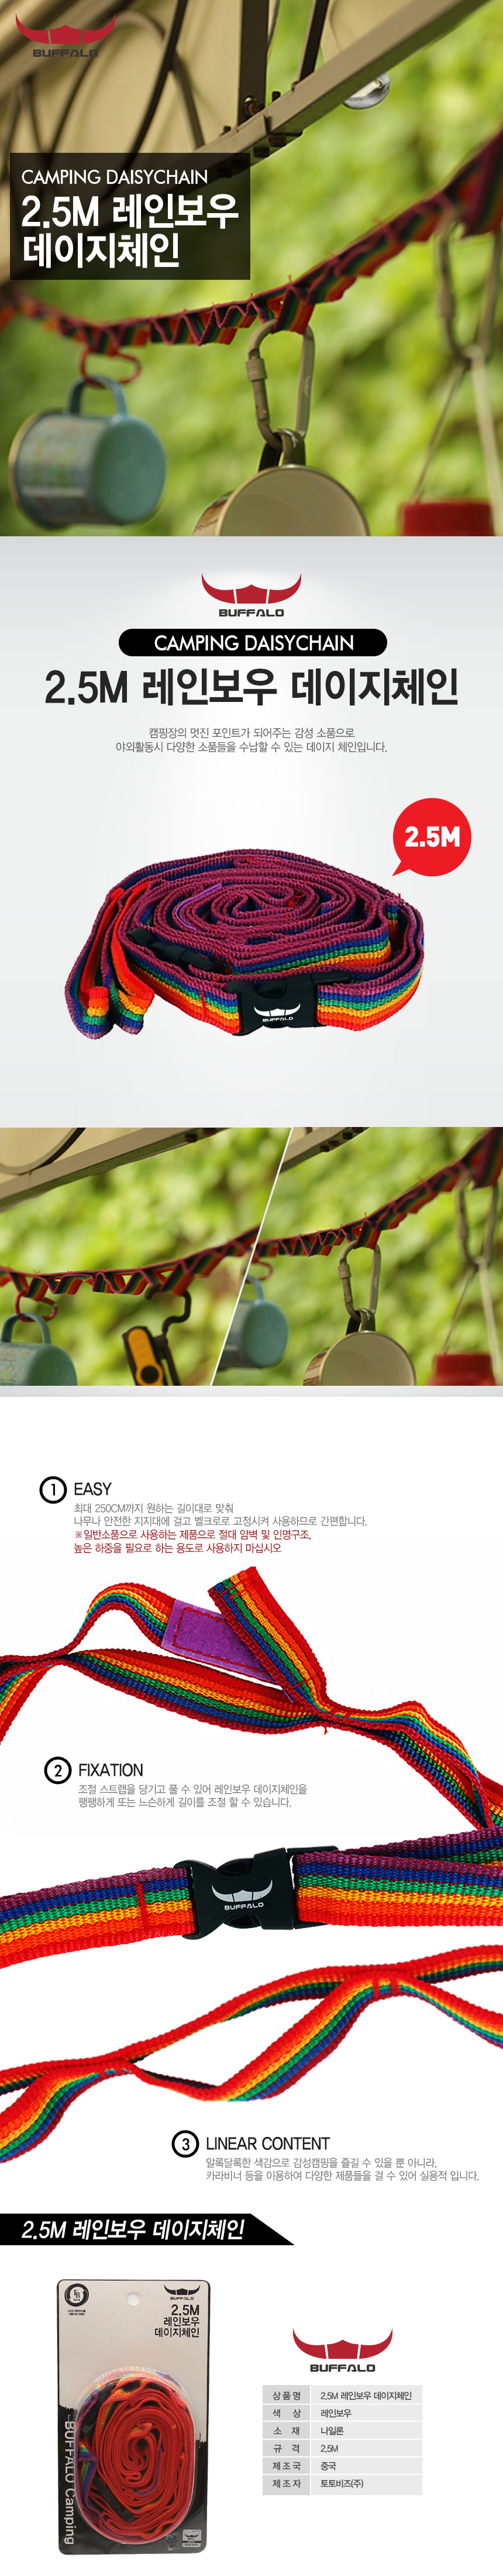 BUFFALO
CAMPING DAISYCHAIN
2.5M 레인보우
데이지체인
BUFFALO
CAMPING DAISYCHAIN
2.5M 레인보우 데이지체인
캠핑장의 멋진 포인트가 되어주는 감성 소품으로
야외활동시 다양한 소품들을 수납할 수 있는 데이지 체인입니다.
2.5M
BUFFALO
1 EASY
최대 250CM까지 원하는 길이대로 맞춰
나무나 안전한 지지대에 걸고 벨크로로 고정시켜 사용하므로 간편합니다.
※일반소품으로 사용하는 제품으로 절대 암벽 및 인명구조,
높은 하중을 필요로 하는 용도로 사용하지 마십시오
2 FIXATION
조절 스트랩을 당기고 풀 수 있어 레인보우 데이지체인을
팽팽하게 또는 느슨하게 길이를 조절 할 수 있습니다.
BUFFALO
3 LINEAR CONTENT
알록달록한 색감으로 감성캠핑을 즐길 수 있을 뿐 아니라,
카라비너 등을 이용하여 다양한 제품들을 걸 수 있어 실용적 입니다.
2.5M 레인보우 데이지체인
BUFFALO
2.5M
레인보우
데이지체인
BUFFALO Camping
BUFFALO
상품명 2.5M 레인보우 데이지체인
색상 레인보우
소재 나일론
규격 2.5M
제조국 중국
제조자 토토비즈(주)